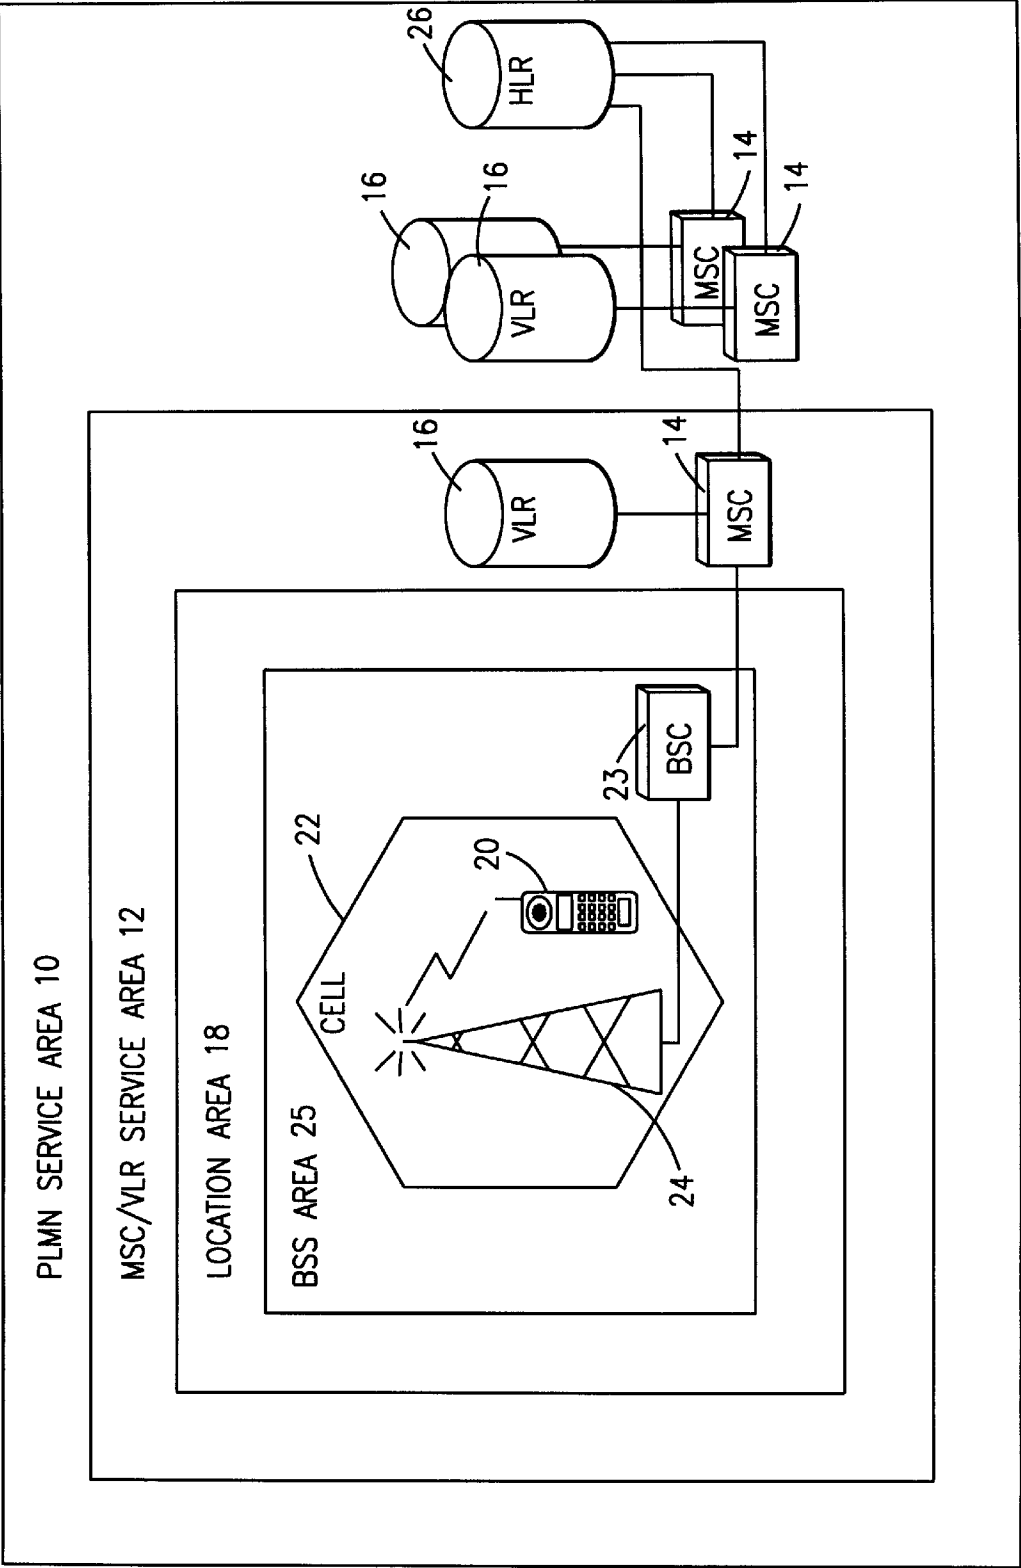 PLMN SERVICE AREA 10
MSC/VLR SERVICE AREA 12
LOCATION AREA 18
BSS AREA 25
CELL
22
20
24
23
BSC
16
VLR
14
MSC
16
16
VLR
14
MSC
14
MSC
26
HLR